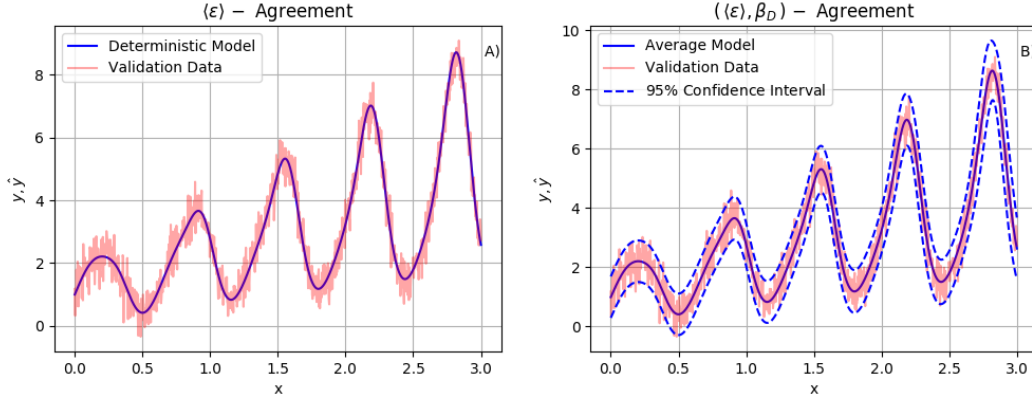 ⟨ε⟩ − Agreement
Deterministic Model
Validation Data
A)
y, ŷ
8
6
4
2
0
0.0 0.5 1.0 1.5 2.0 2.5 3.0
x
(⟨ε⟩, β_D) − Agreement
Average Model
Validation Data
95% Confidence Interval
B)
y, ŷ
10
8
6
4
2
0
0.0 0.5 1.0 1.5 2.0 2.5 3.0
x